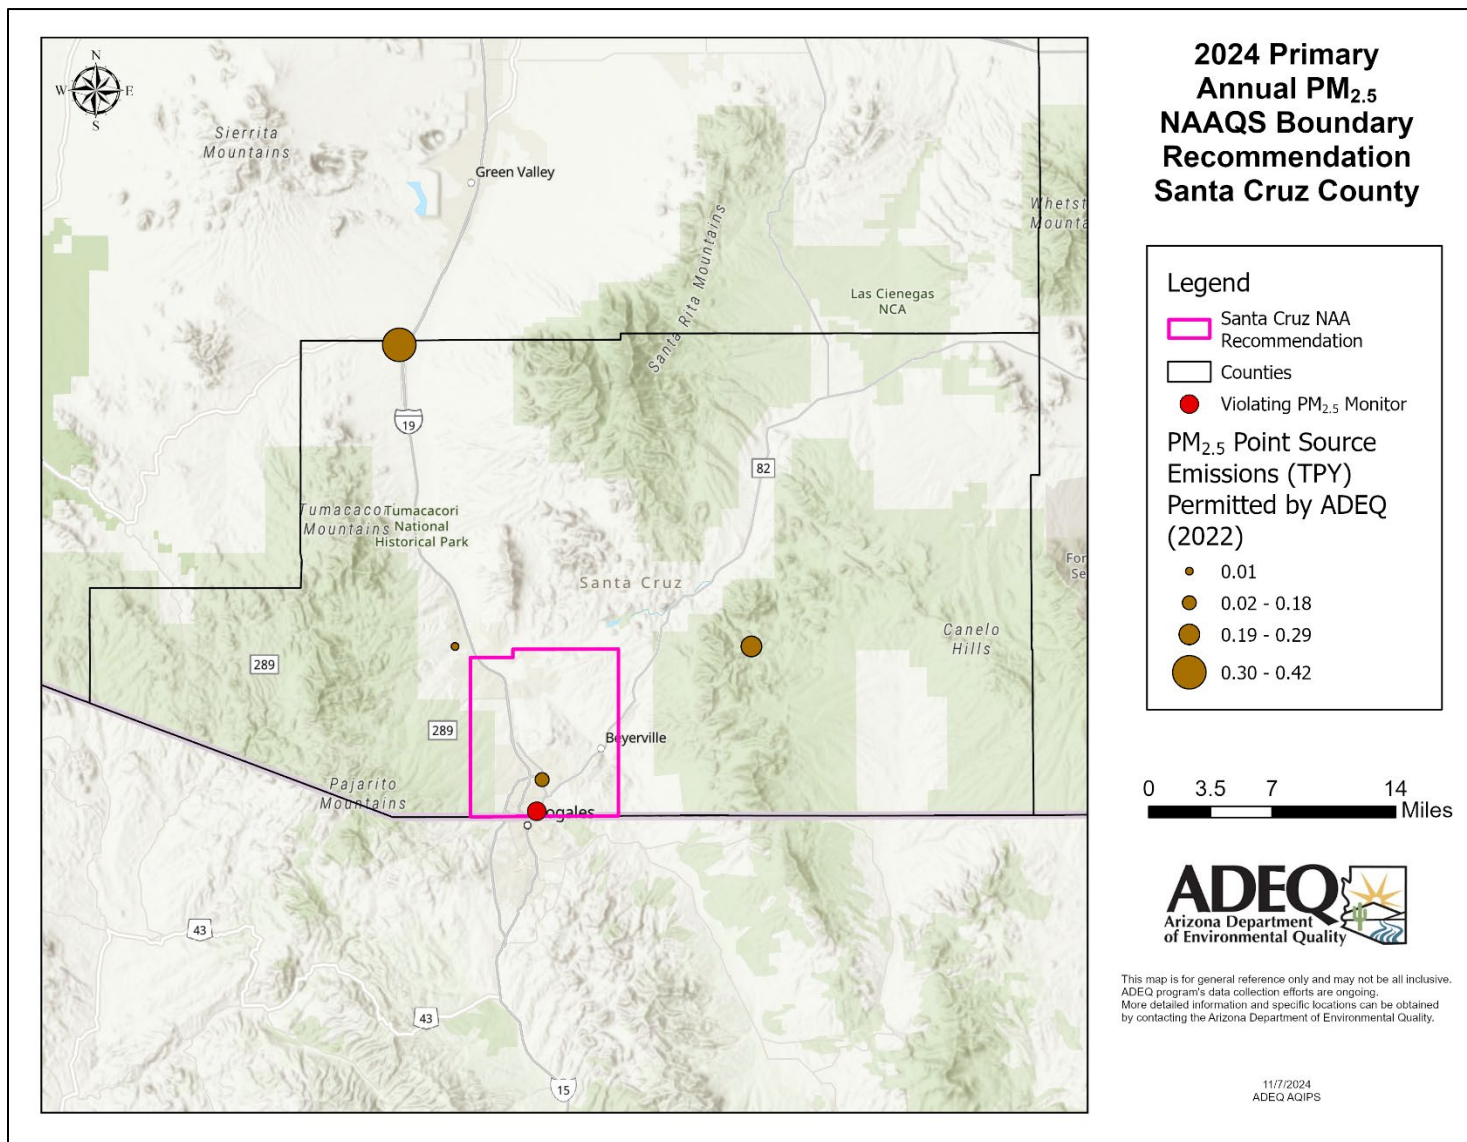 2024 Primary
Annual PM2.5
NAAQS Boundary
Recommendation
Santa Cruz County
N
W
E
S
Sierrita
Mountains
Green Valley
Santa Rita Mountains
Las Cienegas
NCA
Whetst
Mounta
19
82
Tumacaco
Mountains
Tumacacori
National
Historical Park
Santa Cruz
For
Se
Canelo
Hills
289
289
Beyerville
Pajarito
Mountains
ogales
43
43
15
Legend
Santa Cruz NAA
Recommendation
Counties
Violating PM2.5 Monitor
PM2.5 Point Source
Emissions (TPY)
Permitted by ADEQ
(2022)
0.01
0.02 - 0.18
0.19 - 0.29
0.30 - 0.42
0 3.5 7 14
Miles
ADEQ
Arizona Department
of Environmental Quality
This map is for general reference only and may not be all inclusive.
ADEQ program's data collection efforts are ongoing.
More detailed information and specific locations can be obtained
by contacting the Arizona Department of Environmental Quality.
11/7/2024
ADEQ AQIPS